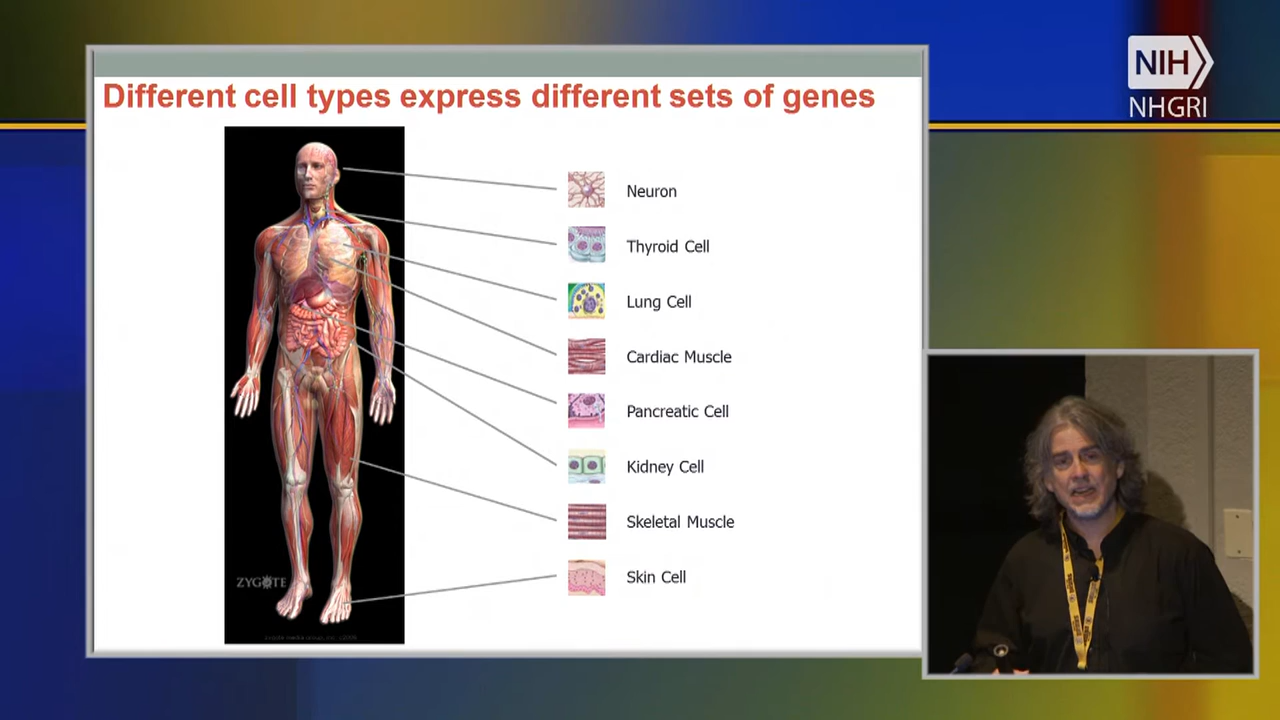 Different cell types express different sets of genes
NIH
NHGRI
Neuron
Thyroid Cell
Lung Cell
Cardiac Muscle
Pancreatic Cell
Kidney Cell
Skeletal Muscle
Skin Cell
ZYGOTE